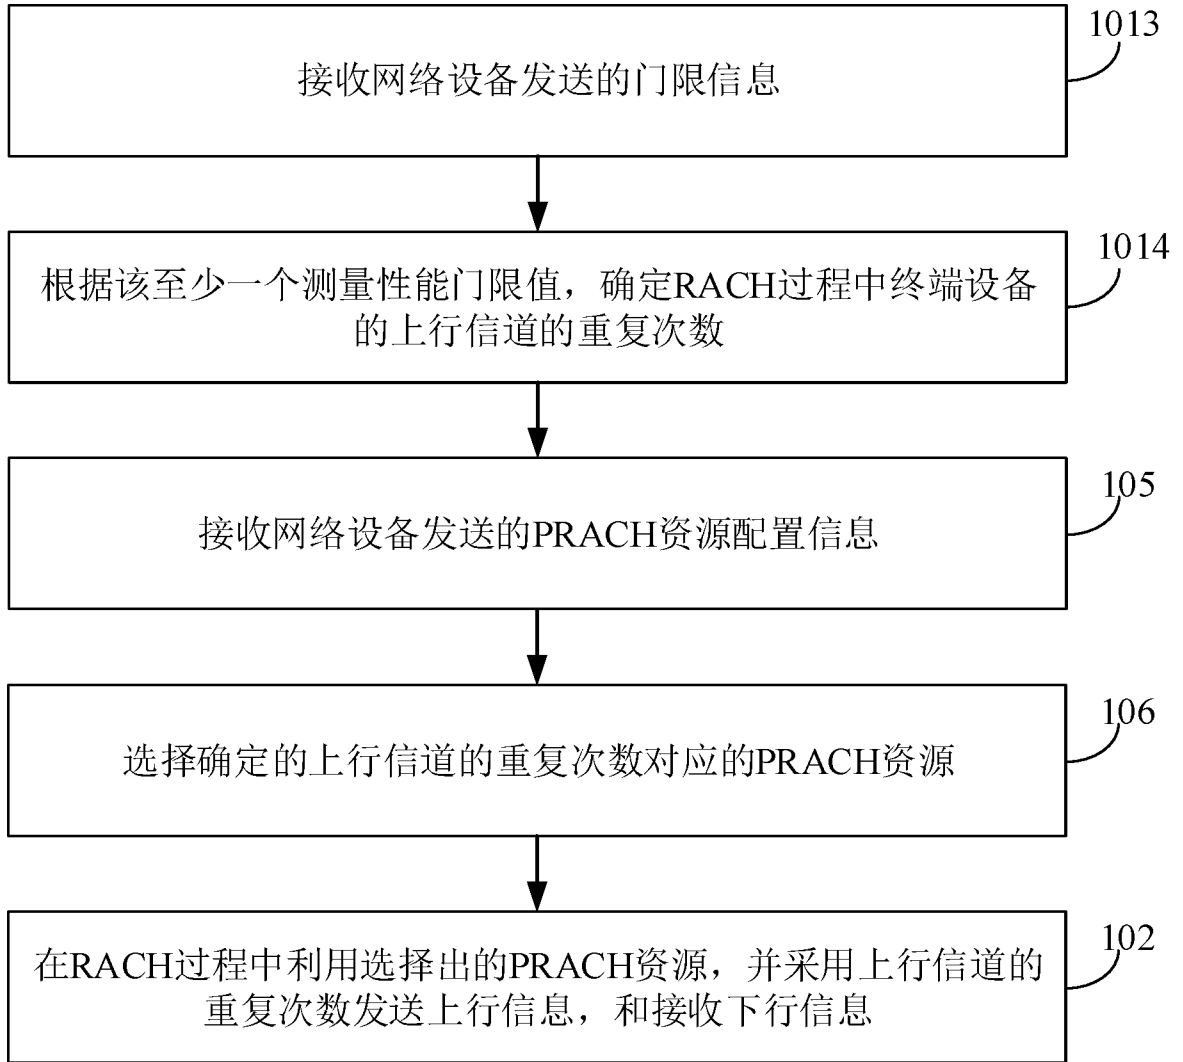 1013
接收网络设备发送的门限信息
1014
根据该至少一个测量性能门限值，确定RACH过程中终端设备
的上行信道的重复次数
105
接收网络设备发送的PRACH资源配置信息
106
选择确定的上行信道的重复次数对应的PRACH资源
102
在RACH过程中利用选择出的PRACH资源，并采用上行信道的
重复次数发送上行信息，和接收下行信息